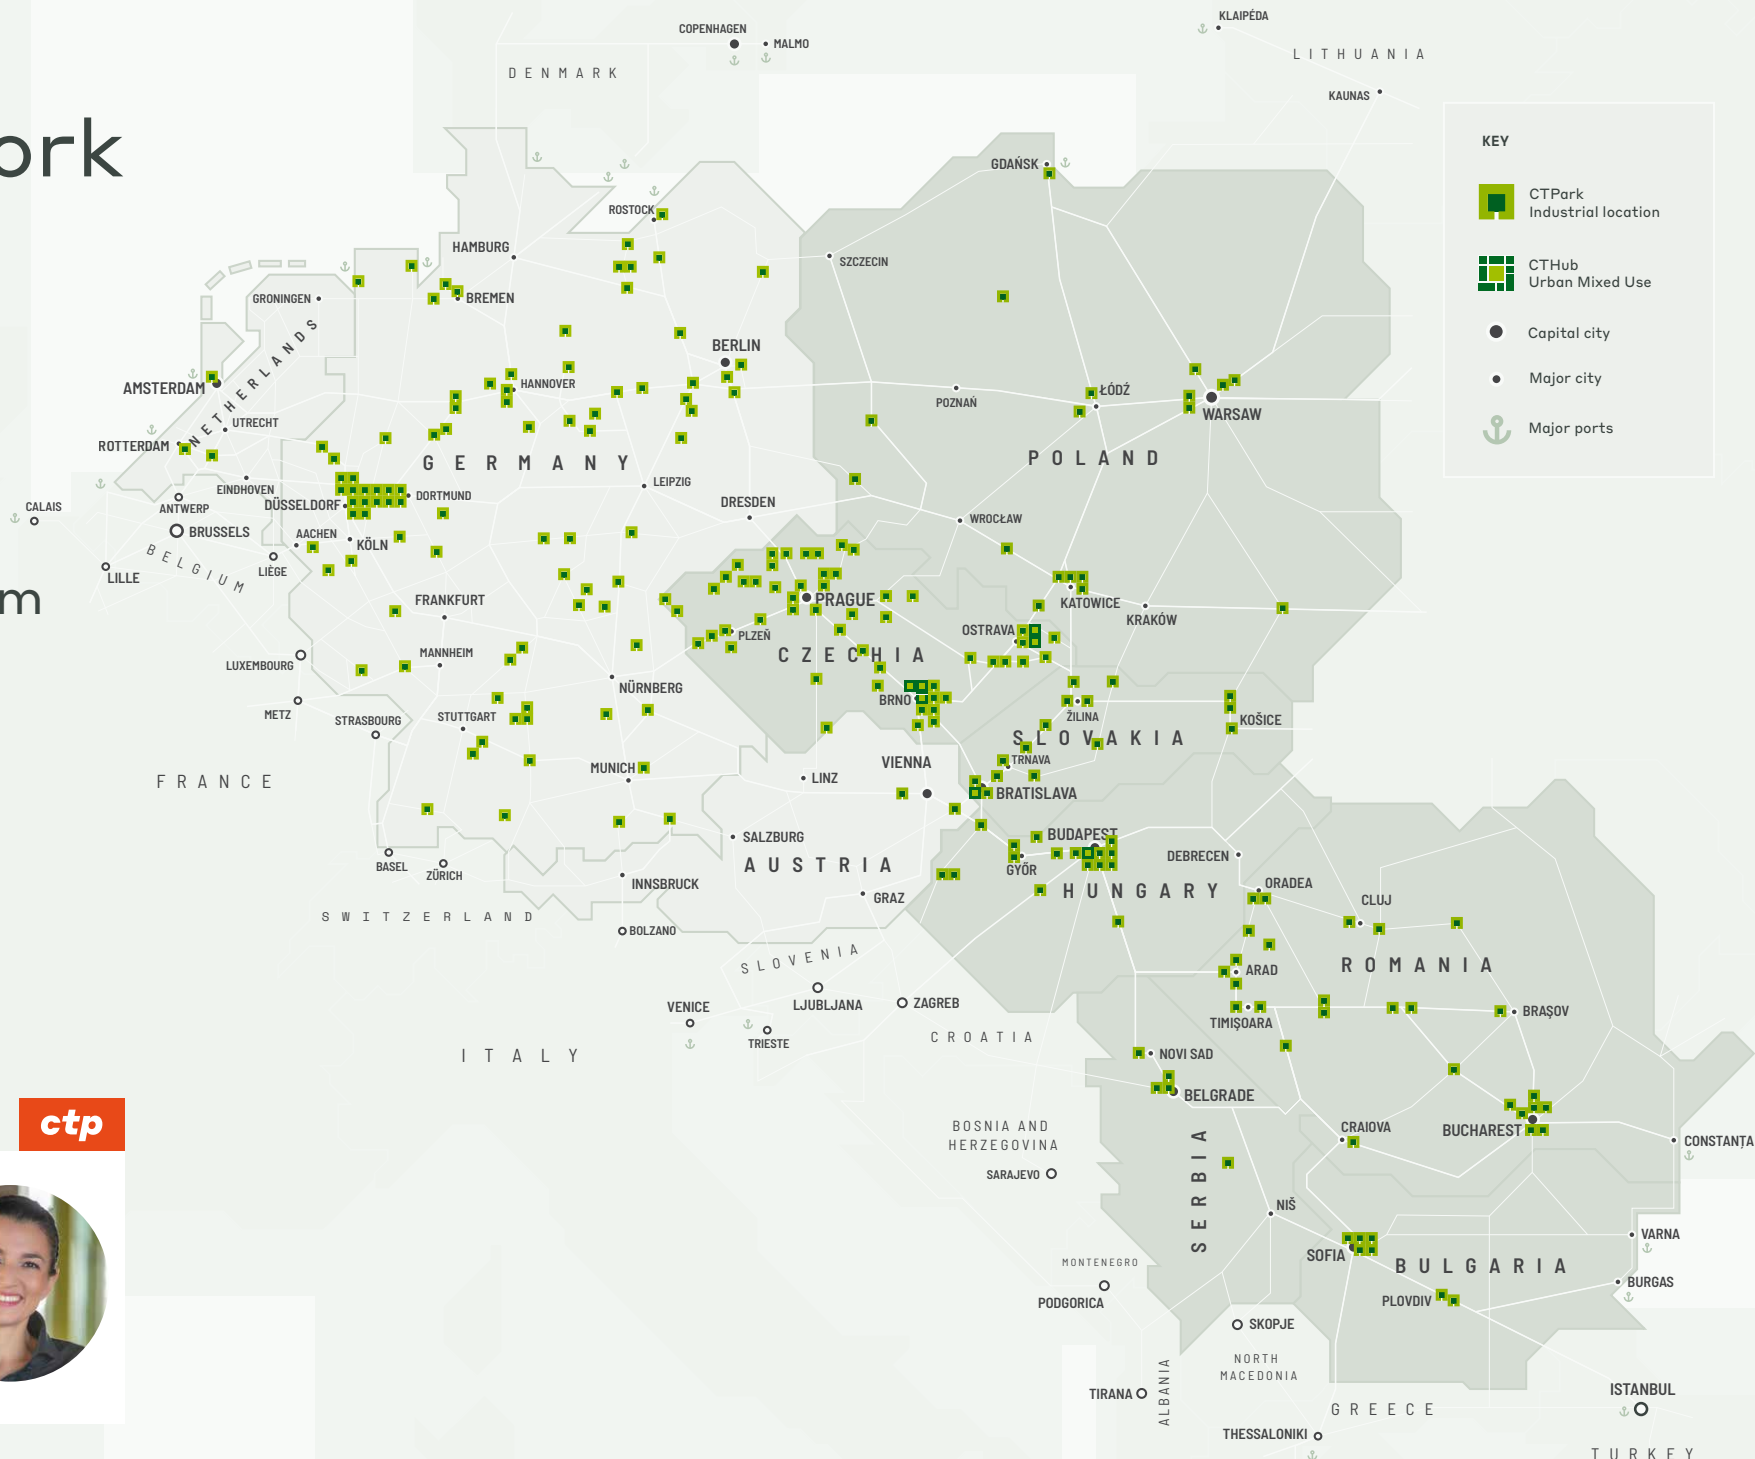 ork
m
ctp
KEY
CTPark
Industrial location
CTHub
Urban Mixed Use
Capital city
Major city
Major ports
COPENHAGEN
MALMO
DENMARK
KLAIPÉDA
LITHUANIA
KAUNAS
GDAŃSK
ROSTOCK
HAMBURG
SZCZECIN
GRONINGEN
BREMEN
NETHERLANDS
BERLIN
AMSTERDAM
HANNOVER
POZNAŃ
ŁÓDŹ
WARSAW
UTRECHT
ROTTERDAM
GERMANY
POLAND
EINDHOVEN
LEIPZIG
DORTMUND
CALAIS
ANTWERP
DÜSSELDORF
DRESDEN
WROCŁAW
BRUSSELS
AACHEN
KÖLN
BELGIUM
LIÈGE
LILLE
FRANKFURT
PRAGUE
KATOWICE
KRAKÓW
OSTRAVA
PLZEŇ
CZECHIA
LUXEMBOURG
MANNHEIM
NÜRNBERG
BRNO
METZ
STRASBOURG
STUTTGART
ŽILINA
KOŠICE
SLOVAKIA
TRNAVA
VIENNA
MUNICH
LINZ
FRANCE
BRATISLAVA
SALZBURG
BUDAPEST
DEBRECEN
AUSTRIA
GYÖR
BASEL
ZÜRICH
INNSBRUCK
HUNGARY
ORADEA
GRAZ
CLUJ
SWITZERLAND
BOLZANO
SLOVENIA
ROMANIA
ARAD
LJUBLJANA
VENICE
ZAGREB
TIMIȘOARA
BRAȘOV
TRIESTE
CROATIA
ITALY
NOVI SAD
BELGRADE
BOSNIA AND
HERZEGOVINA
CRAIOVA
BUCHAREST
CONSTANȚA
SARAJEVO
SERBIA
NIŠ
VARNA
SOFIA
BULGARIA
MONTENEGRO
BURGAS
PODGORICA
PLOVDIV
SKOPJE
NORTH
MACEDONIA
TIRANA
ALBANIA
ISTANBUL
GREECE
THESSALONIKI
TURKEY